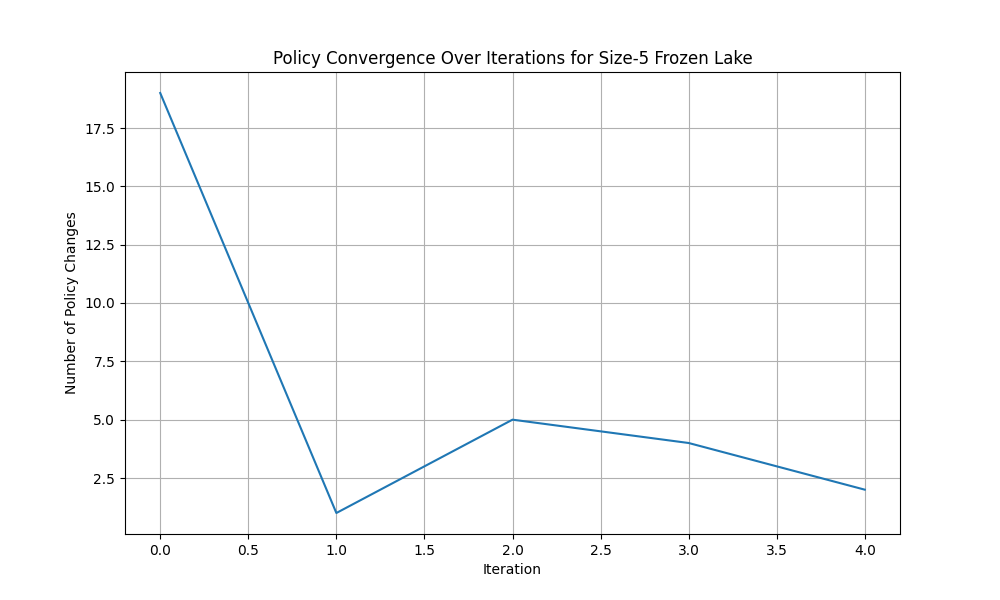 Policy Convergence Over Iterations for Size-5 Frozen Lake
Number of Policy Changes
17.5
15.0
12.5
10.0
7.5
5.0
2.5
0.0 0.5 1.0 1.5 2.0 2.5 3.0 3.5 4.0
Iteration